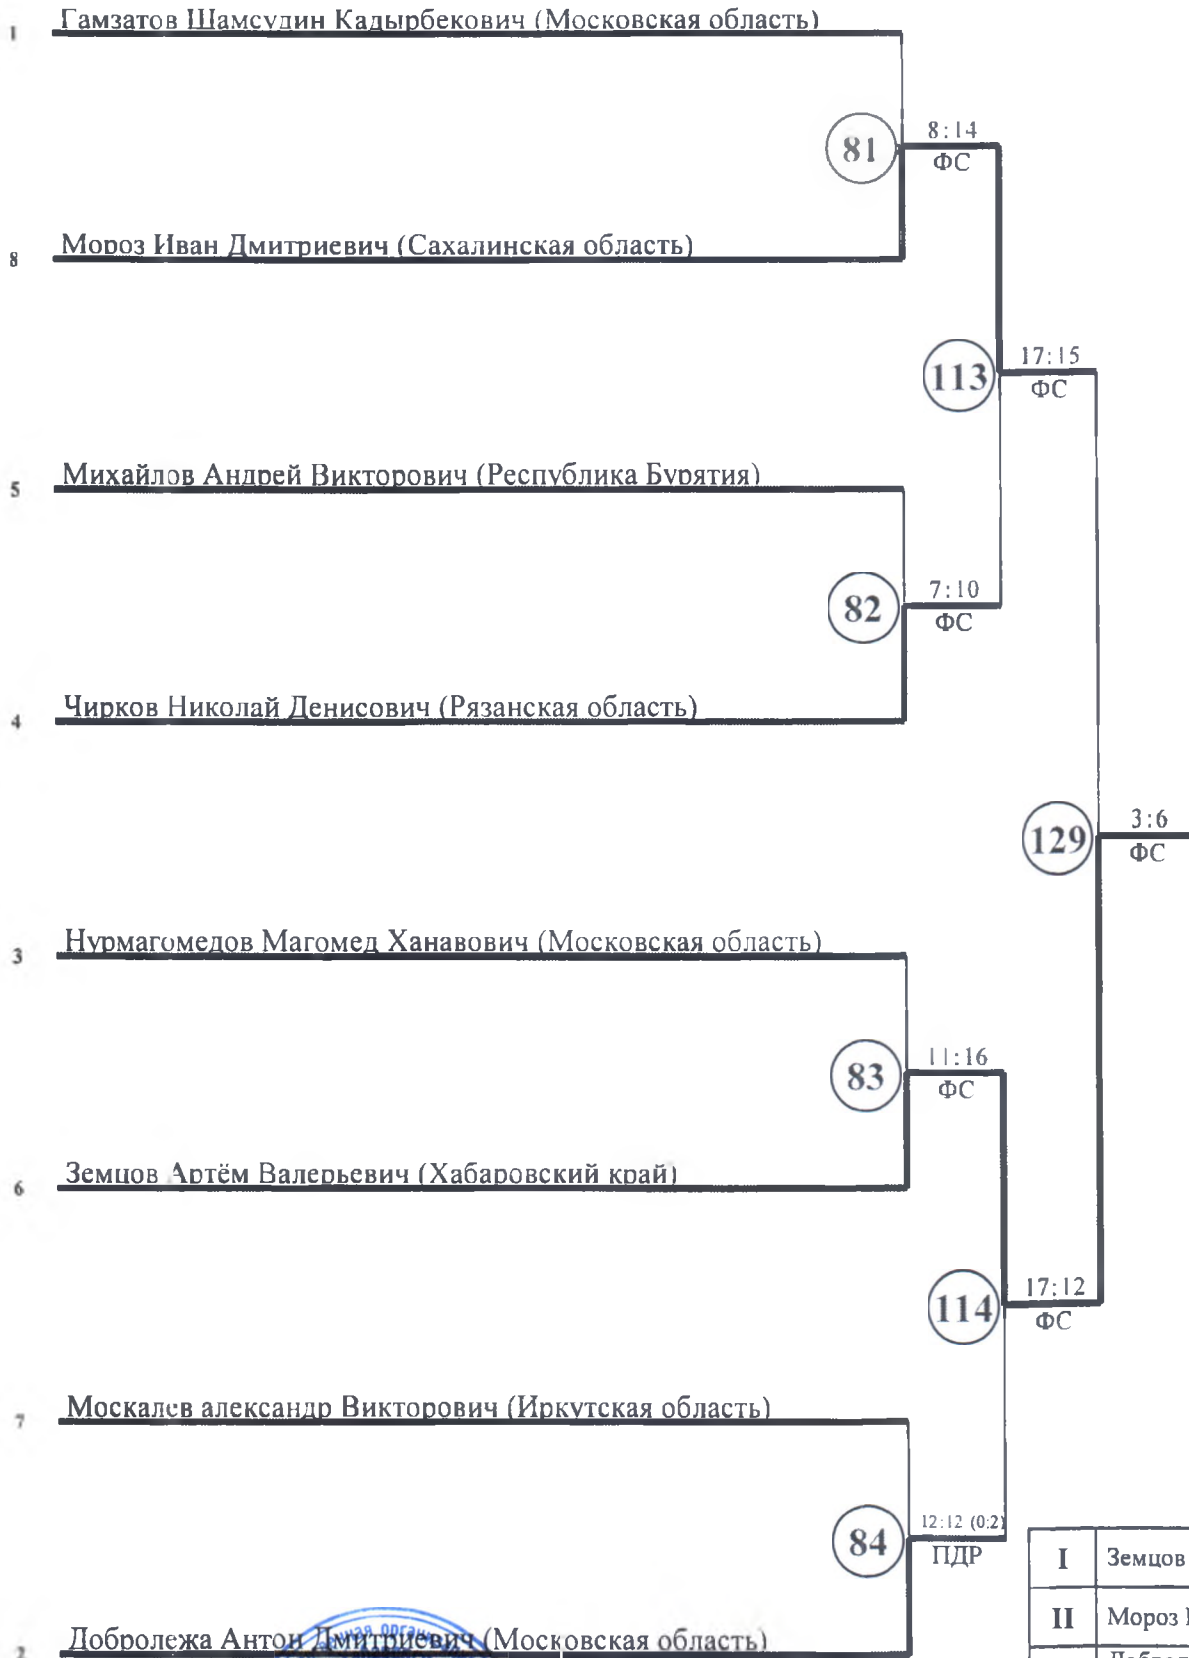 1 Гамзатов Шамсудин Кадырбекович (Московская область)
81 8:14
ФС
8 Мороз Иван Дмитриевич (Сахалинская область)
113 17:15
ФС
5 Михайлов Андрей Викторович (Республика Бурятия)
82 7:10
ФС
4 Чирков Николай Денисович (Рязанская область)
129 3:6
ФС
3 Нурмагомедов Магомед Ханавович (Московская область)
83 11:16
ФС
6 Земцов Артём Валерьевич (Хабаровский край)
114 17:12
ФС
7 Москалев александр Викторович (Иркутская область)
84 12:12 (0:2)
ПДР
I Земцов
II Мороз
2 Добролежа Антон Дмитриевич (Московская область)